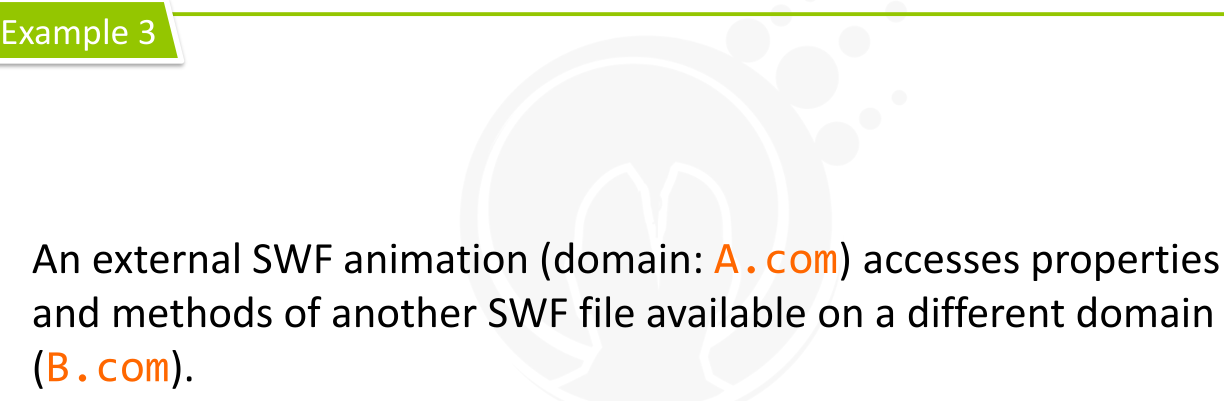 Example 3
An external SWF animation (domain: A.com) accesses properties
and methods of another SWF file available on a different domain
(B.com).